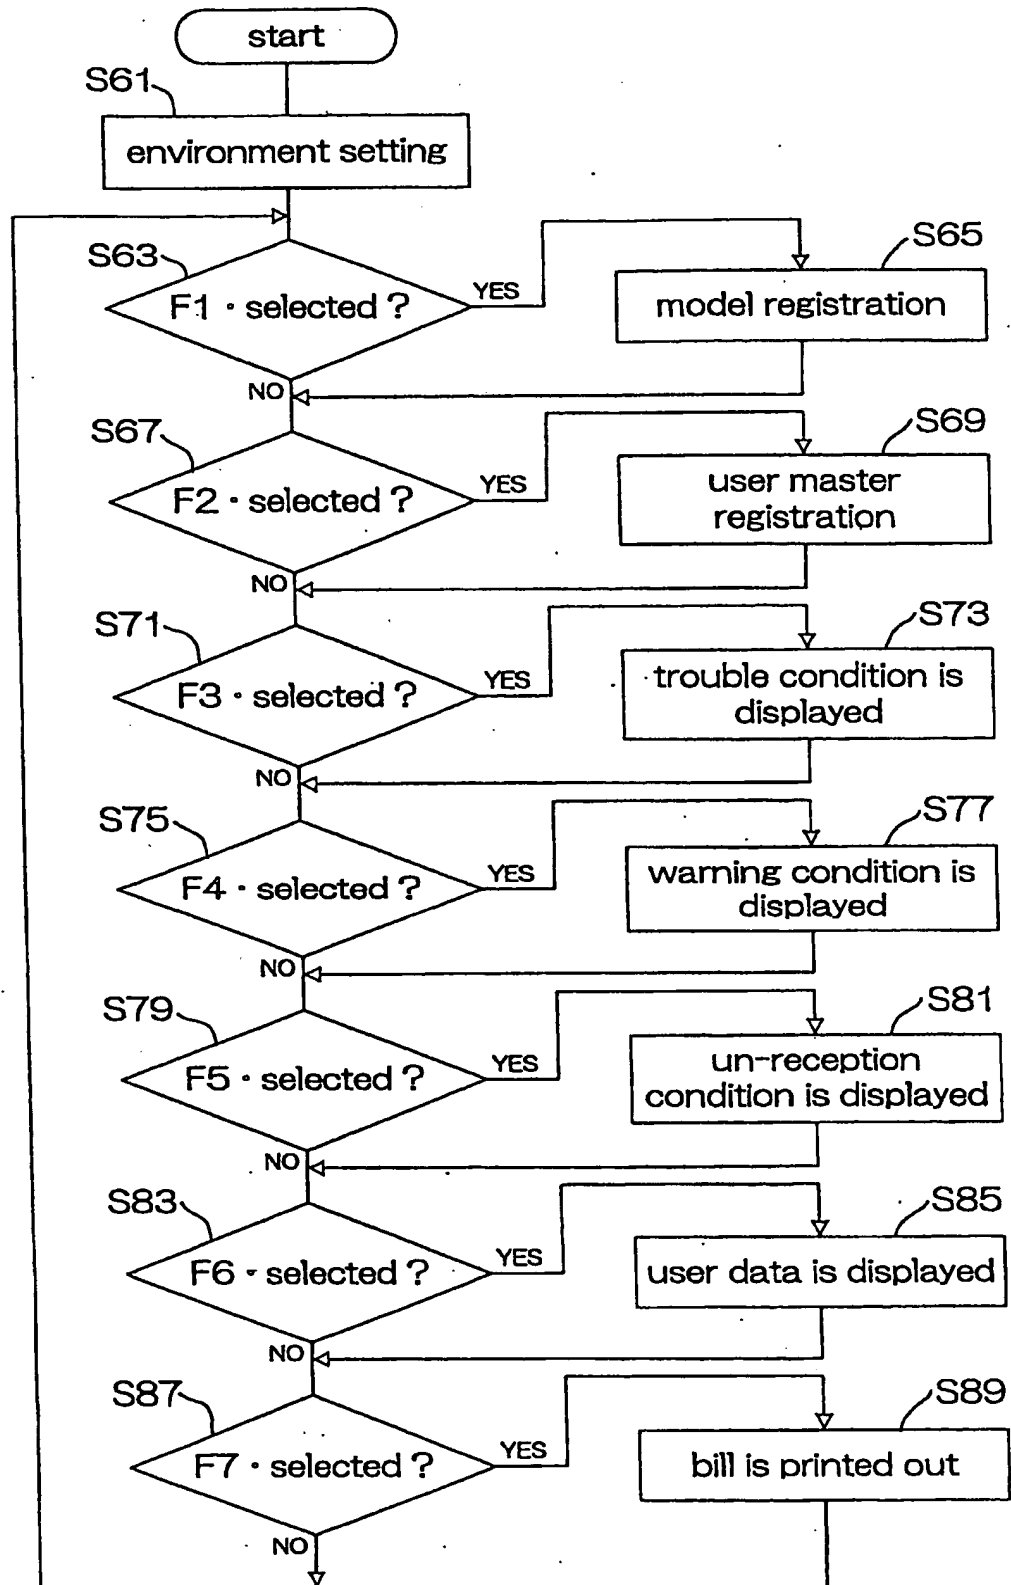 start
S61
environment setting
S63
F1・selected ?
YES
S65
model registration
NO
S67
F2・selected ?
YES
S69
user master
registration
NO
S71
F3・selected ?
YES
S73
trouble condition is
displayed
NO
S75
F4・selected ?
YES
S77
warning condition is
displayed
NO
S79
F5・selected ?
YES
S81
un-reception
condition is displayed
NO
S83
F6・selected ?
YES
S85
user data is displayed
NO
S87
F7・selected ?
YES
S89
bill is printed out
NO